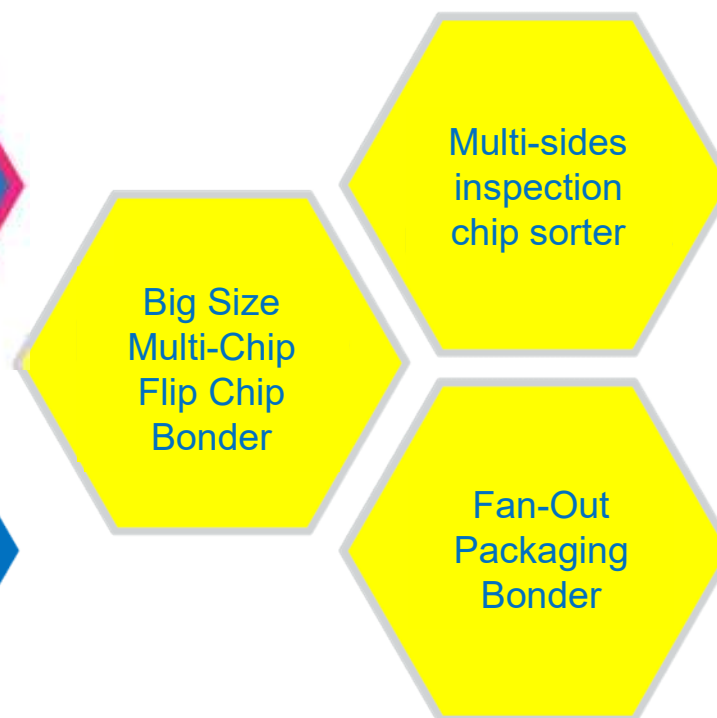 Multi-sides
inspection
chip sorter
Big Size
Multi-Chip
Flip Chip
Bonder
Fan-Out
Packaging
Bonder